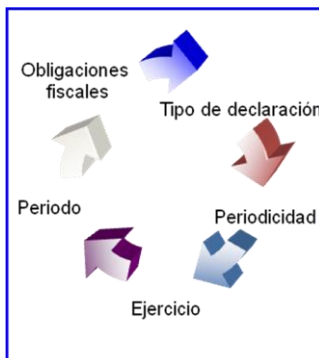 Obligaciones
fiscales
Tipo de declaración
Periodo
Periodicidad
Ejercicio